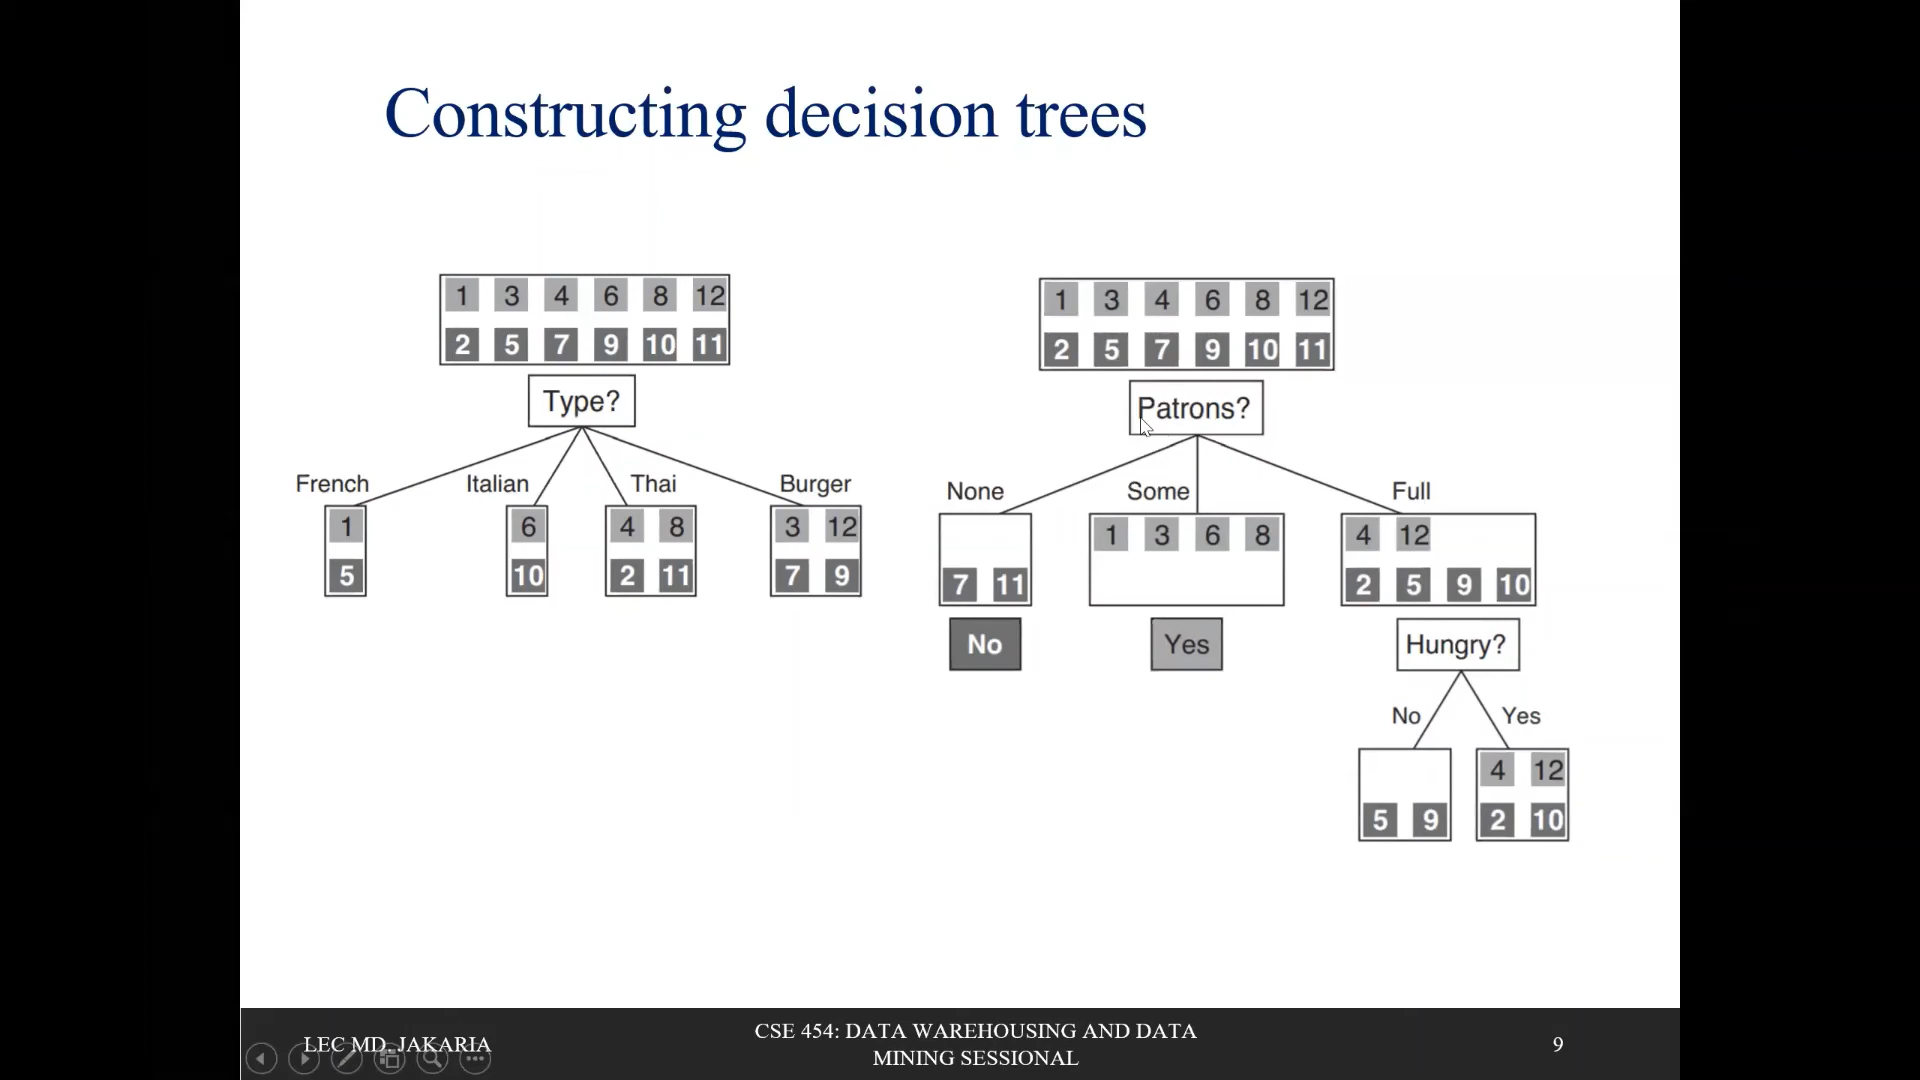 Constructing decision trees
1 3 4 6 8 12
2 5 7 9 10 11
Type?
French Italian Thai Burger
1 6 4 8 3 12
5 10 2 11 7 9
1 3 4 6 8 12
2 5 7 9 10 11
Patrons?
None Some Full
1 3 6 8 4 12
7 11 2 5 9 10
No Yes Hungry?
No Yes
4 12
5 9 2 10
LEC MD. JAKARIA
CSE 454: DATA WAREHOUSING AND DATA
MINING SESSIONAL
9